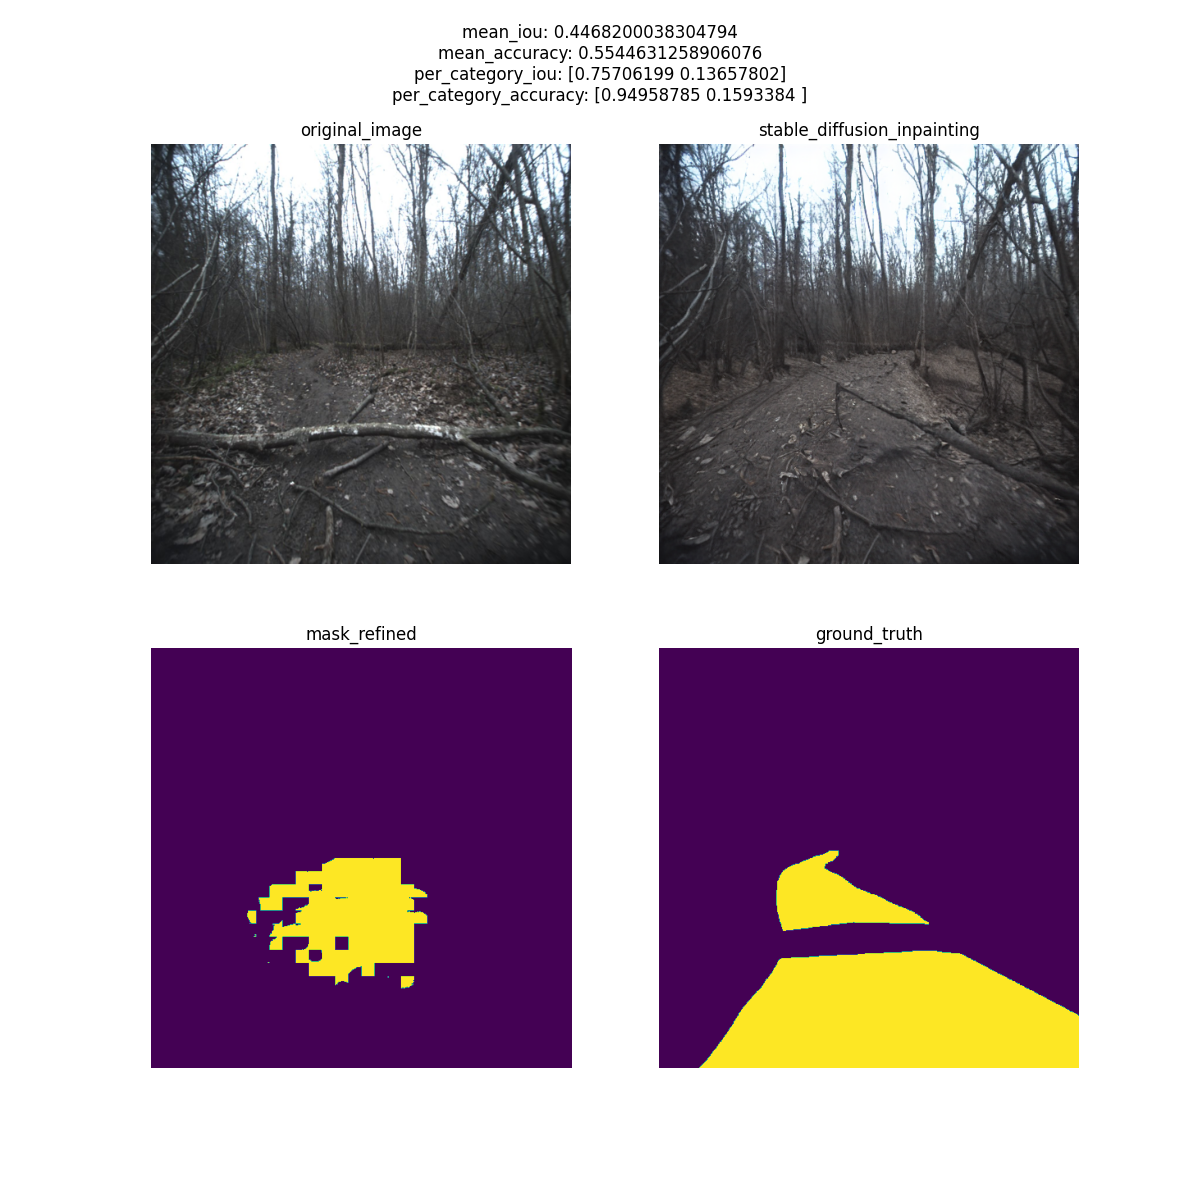 mean_iou: 0.4468200038304794
mean_accuracy: 0.5544631258906076
per_category_iou: [0.75706199 0.13657802]
per_category_accuracy: [0.94958785 0.1593384 ]
original_image
stable_diffusion_inpainting
mask_refined
ground_truth